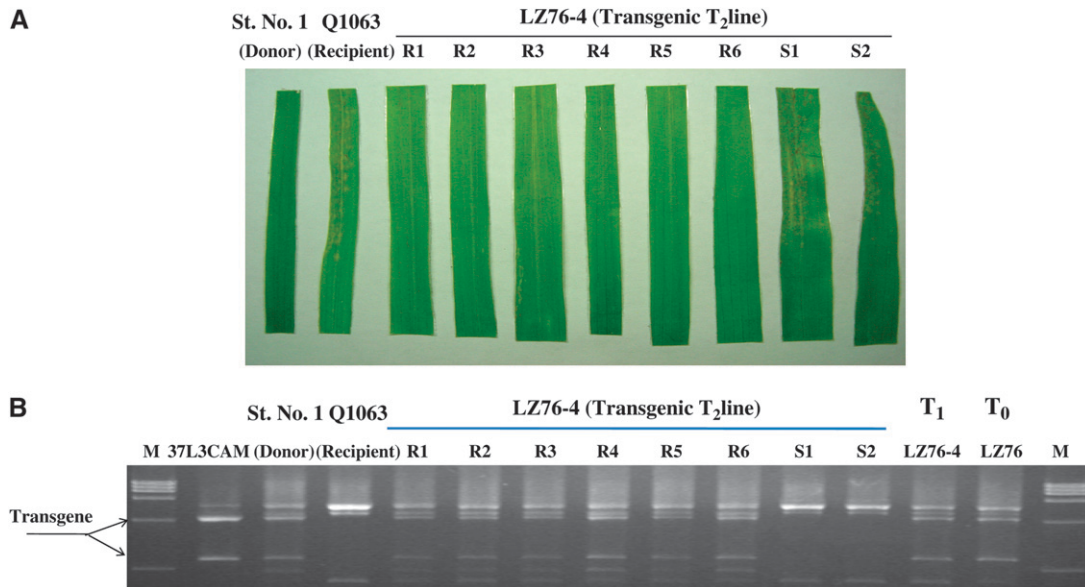 A
St. No. 1 Q1063 LZ76-4 (Transgenic T₂line)
(Donor) (Recipient) R1 R2 R3 R4 R5 R6 S1 S2
B
St. No. 1 Q1063 LZ76-4 (Transgenic T₂line) T₁ T₀
M 37L3CAM (Donor) (Recipient) R1 R2 R3 R4 R5 R6 S1 S2 LZ76-4 LZ76 M
Transgene